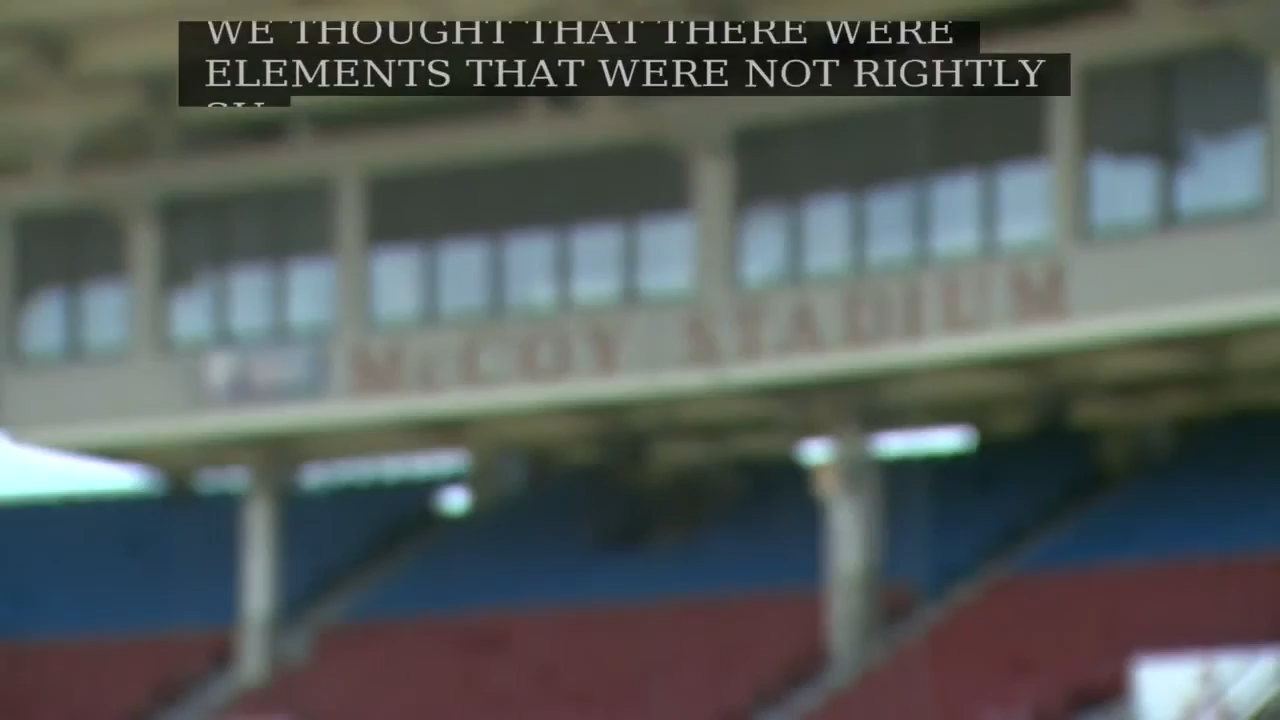 WE THOUGHT THAT THERE WERE
ELEMENTS THAT WERE NOT RIGHTLY
McCOY STADIUM